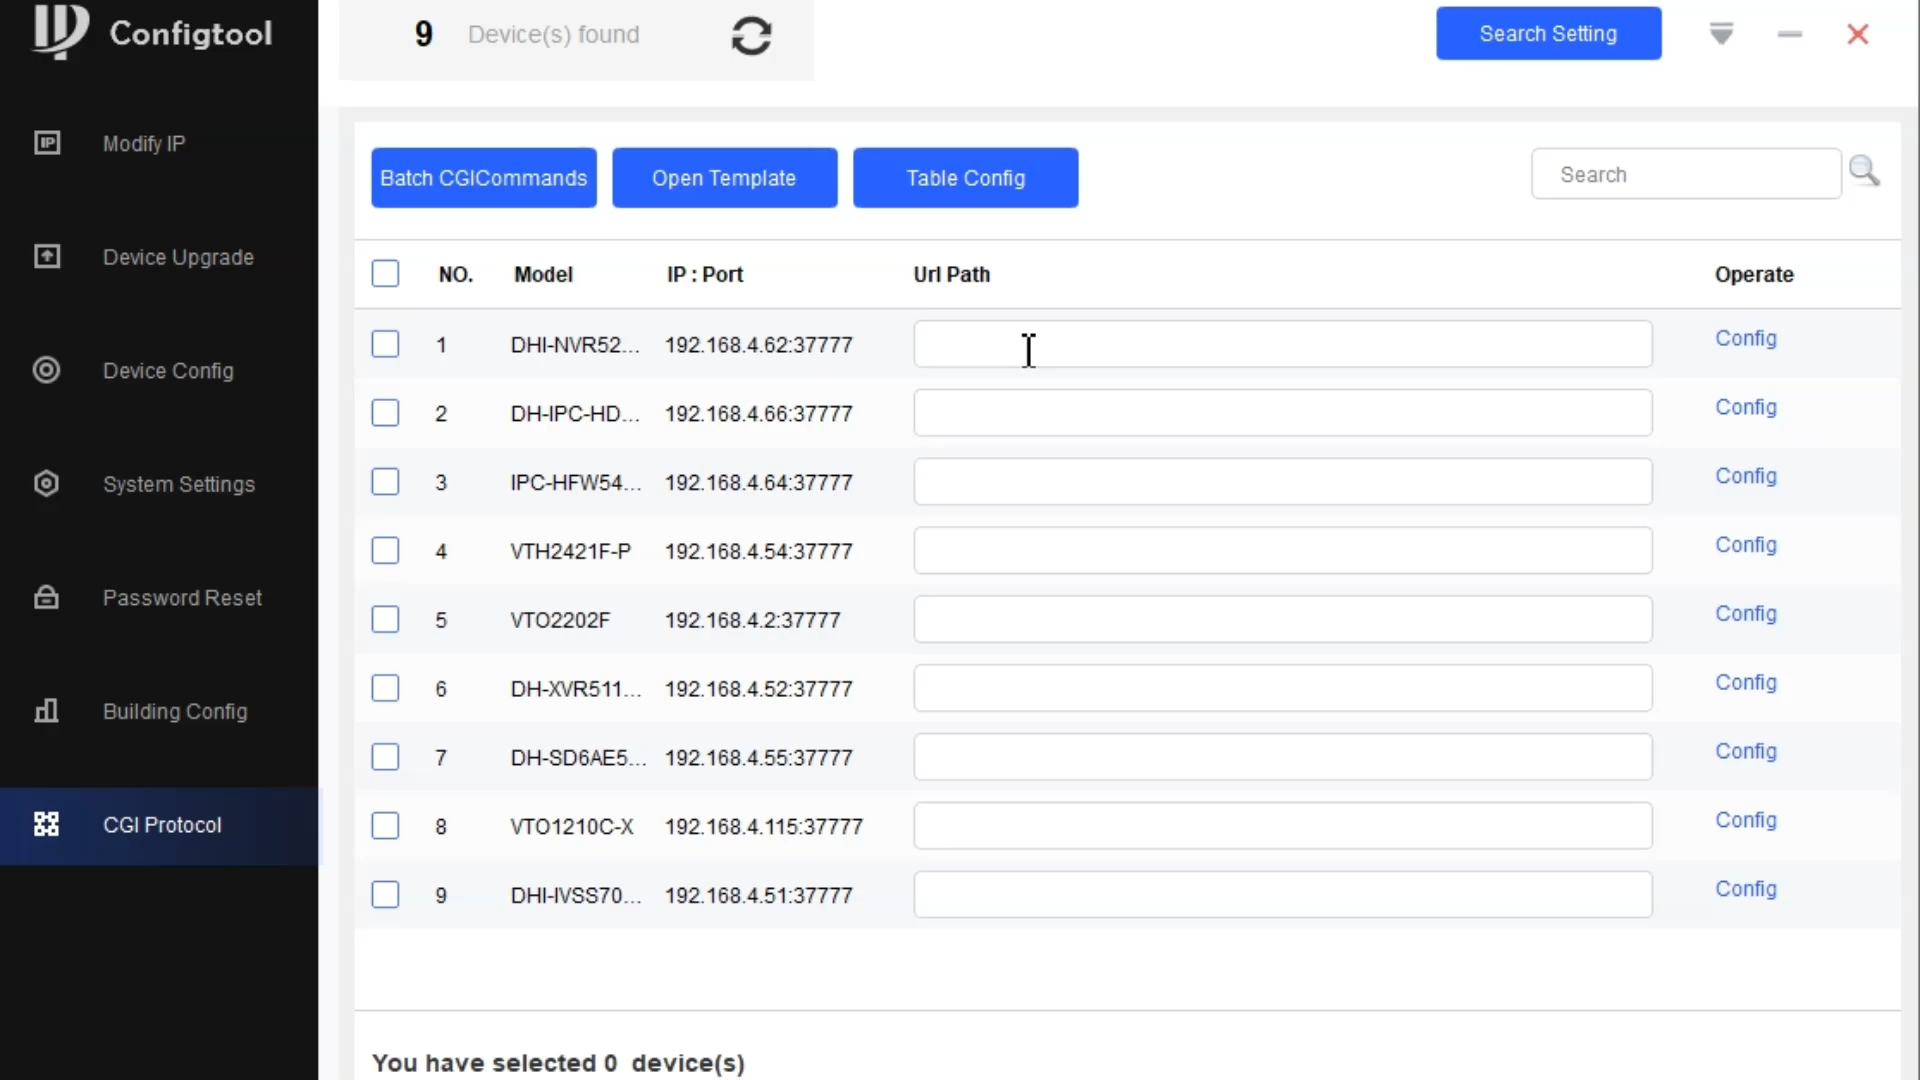 Configtool
9 Device(s) found
Search Setting
IP Modify IP
Device Upgrade
Device Config
System Settings
Password Reset
Building Config
CGI Protocol
Batch CGICommands Open Template Table Config
Search
NO. Model IP : Port Url Path Operate
1 DHI-NVR52... 192.168.4.62:37777 Config
2 DH-IPC-HD... 192.168.4.66:37777 Config
3 IPC-HFW54... 192.168.4.64:37777 Config
4 VTH2421F-P 192.168.4.54:37777 Config
5 VTO2202F 192.168.4.2:37777 Config
6 DH-XVR511... 192.168.4.52:37777 Config
7 DH-SD6AE5... 192.168.4.55:37777 Config
8 VTO1210C-X 192.168.4.115:37777 Config
9 DHI-IVSS70... 192.168.4.51:37777 Config
You have selected 0 device(s)